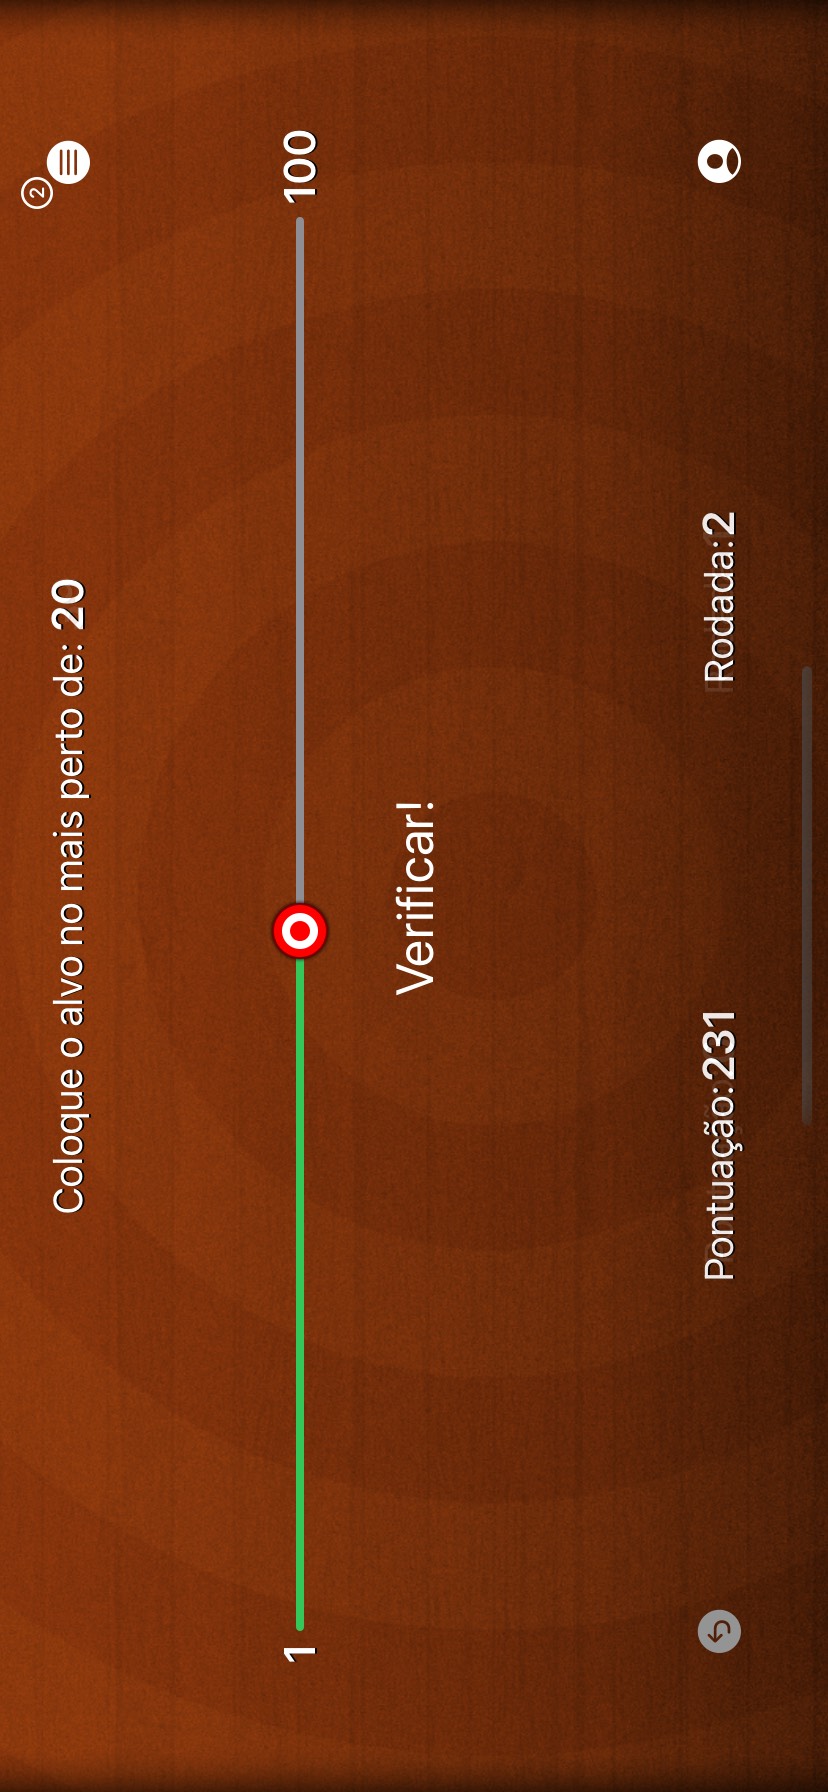 Coloque o alvo no mais perto de: 20
2
1
100
Verificar!
Pontuação:231
Rodada:2